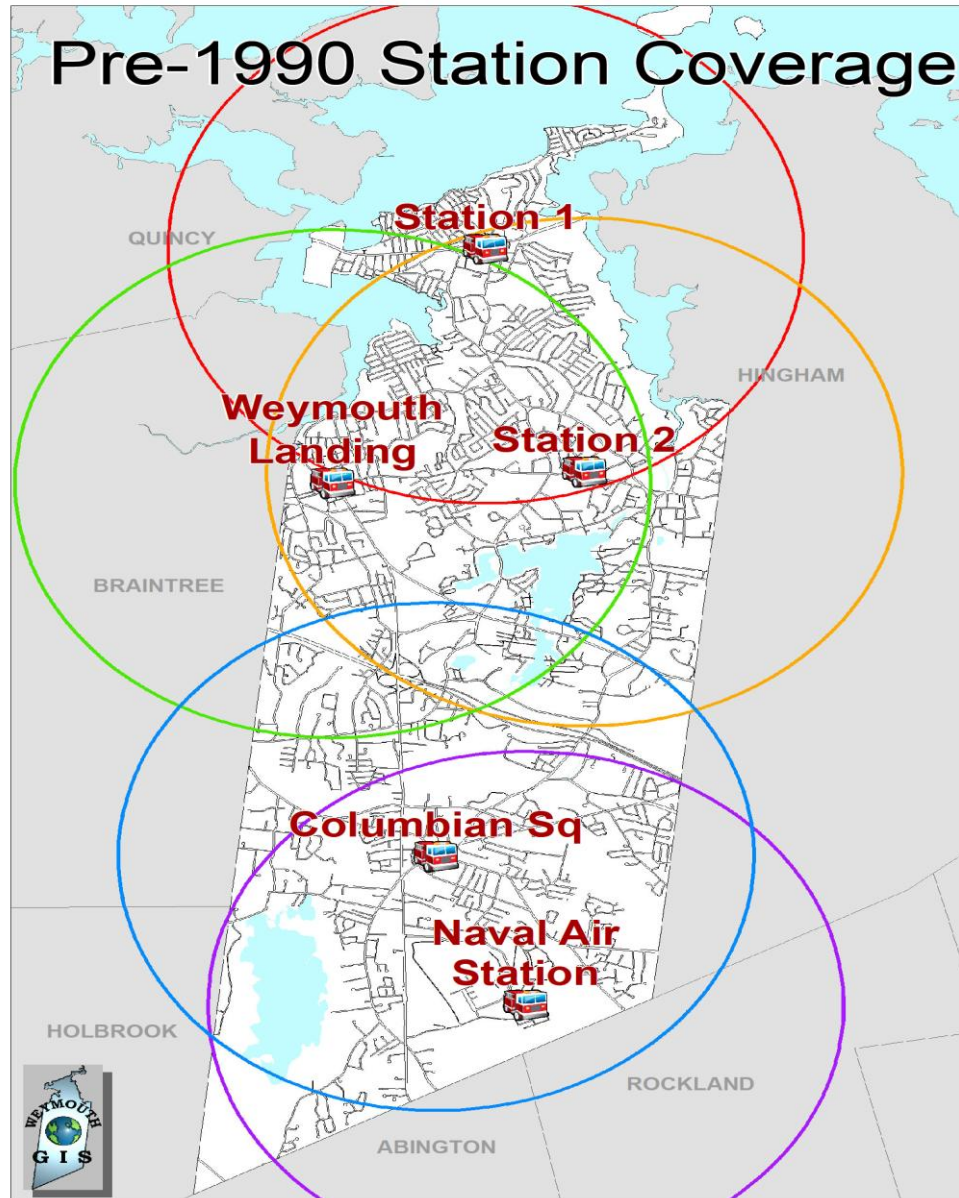 Pre-1990 Station Coverage
Station 1
QUINCY
HINGHAM
Weymouth
Landing
Station 2
BRAINTREE
Columbian Sq
Naval Air
Station
HOLBROOK
ROCKLAND
ABINGTON
WEYMOUTH
GIS